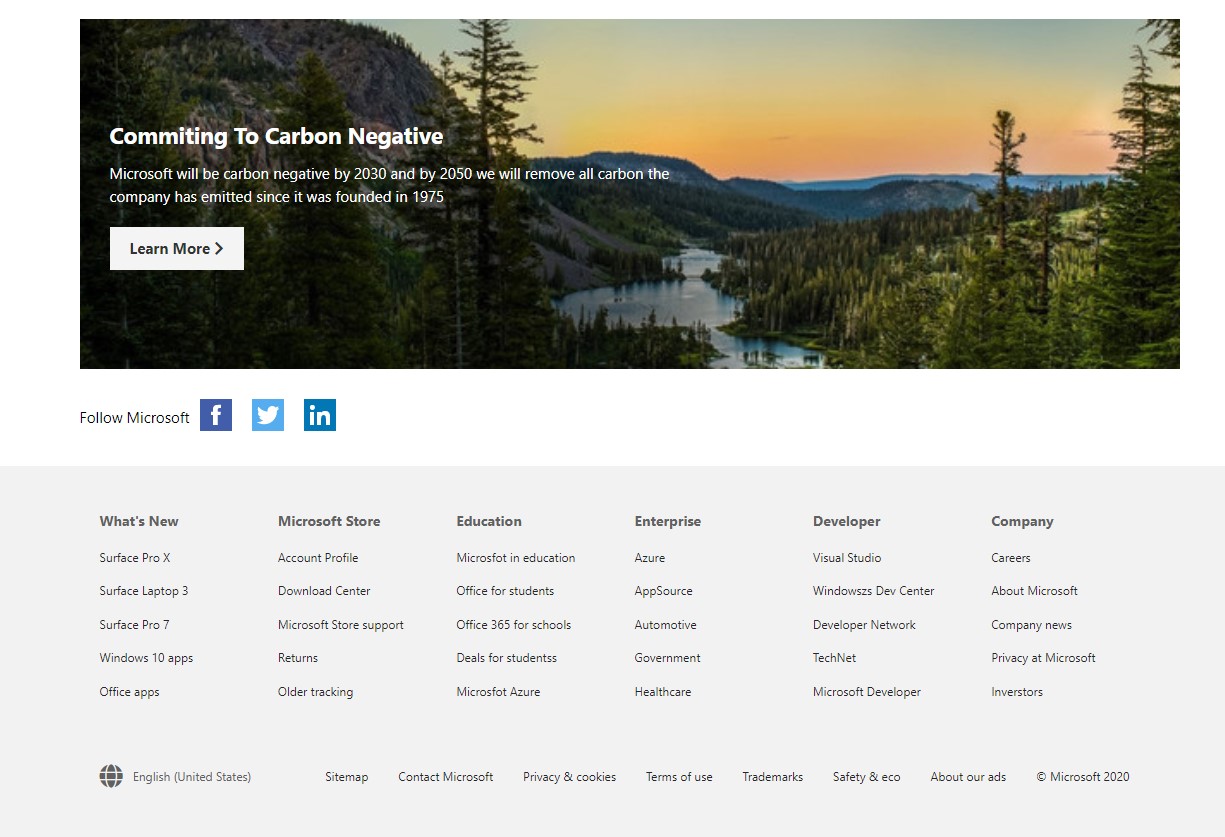 Commiting To Carbon Negative
Microsoft will be carbon negative by 2030 and by 2050 we will remove all carbon the
company has emitted since it was founded in 1975
Learn More
Follow Microsoft
What's New
Surface Pro X
Surface Laptop 3
Surface Pro 7
Windows 10 apps
Office apps
Microsoft Store
Account Profile
Download Center
Microsoft Store support
Returns
Older tracking
Education
Microsfot in education
Office for students
Office 365 for schools
Deals for studentss
Microsfot Azure
Enterprise
Azure
AppSource
Automotive
Government
Healthcare
Developer
Visual Studio
Windowszs Dev Center
Developer Network
TechNet
Microsoft Developer
Company
Careers
About Microsoft
Company news
Privacy at Microsoft
Inverstors
English (United States)
Sitemap
Contact Microsoft
Privacy & cookies
Terms of use
Trademarks
Safety & eco
About our ads
© Microsoft 2020